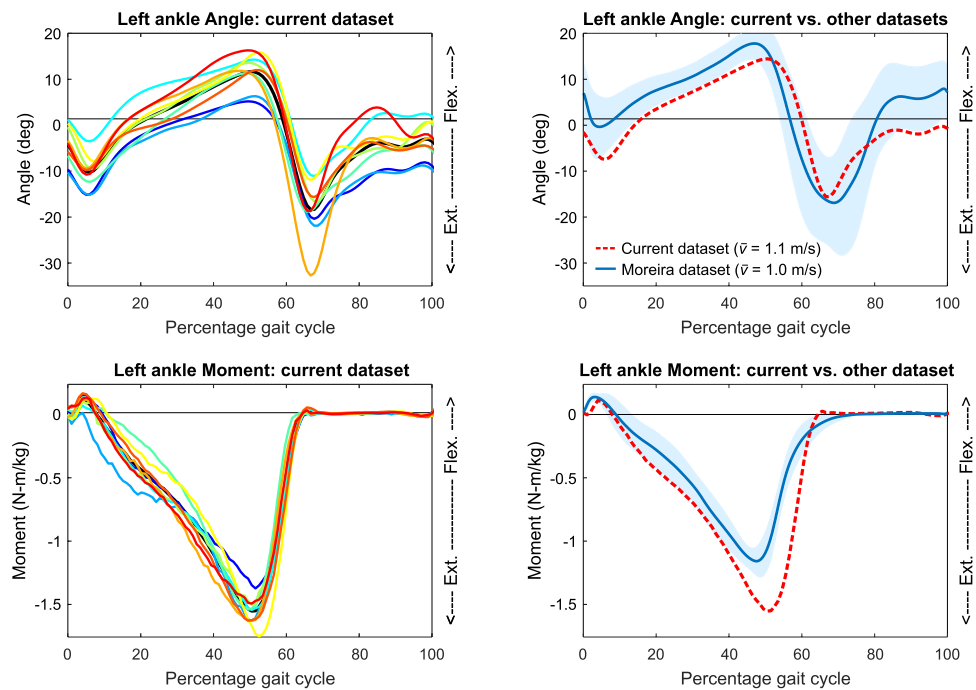 Left ankle Angle: current dataset
20
10
0
-10
-20
-30
Angle (deg)
0 20 40 60 80 100
Percentage gait cycle
<---- Ext. -------- Flex. ---->
Left ankle Angle: current vs. other datasets
20
10
0
-10
-20
-30
Angle (deg)
Current dataset (v̄ = 1.1 m/s)
Moreira dataset (v̄ = 1.0 m/s)
0 20 40 60 80 100
Percentage gait cycle
<---- Ext. -------- Flex. ---->
Left ankle Moment: current dataset
0
-0.5
-1
-1.5
Moment (N-m/kg)
0 20 40 60 80 100
Percentage gait cycle
<---- Ext. -------- Flex. ---->
Left ankle Moment: current vs. other dataset
0
-0.5
-1
-1.5
Moment (N-m/kg)
0 20 40 60 80 100
Percentage gait cycle
<---- Ext. -------- Flex. ---->